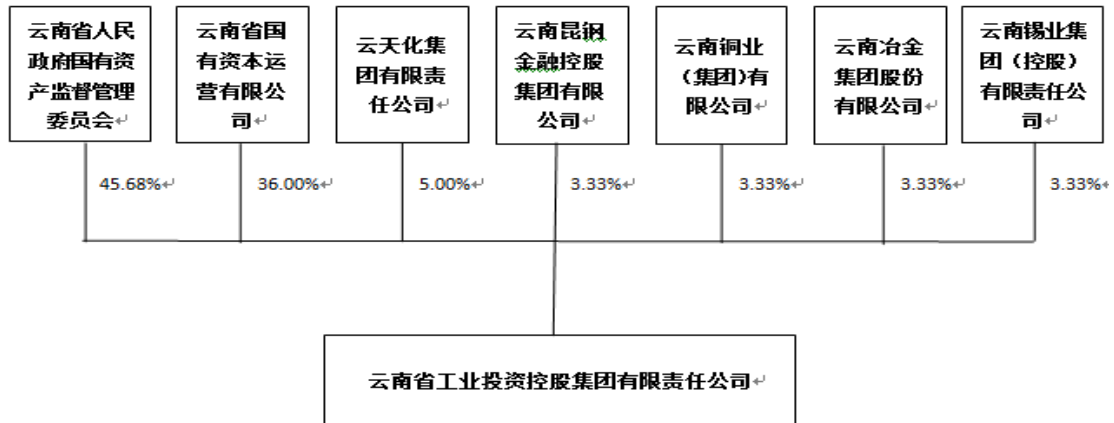 云南省人民
政府国有资
产监督管理
委员会
云南省国
有资本运
营有限公
司
云天化集
团有限责
任公司
云南昆钢
金融控股
集团有限
公司
云南铜业
（集团)有
限公司
云南冶金
集团股份
有限公司
云南锡业集
团（控股）
有限责任公
司
45.68%
36.00%
5.00%
3.33%
3.33%
3.33%
3.33%
云南省工业投资控股集团有限责任公司